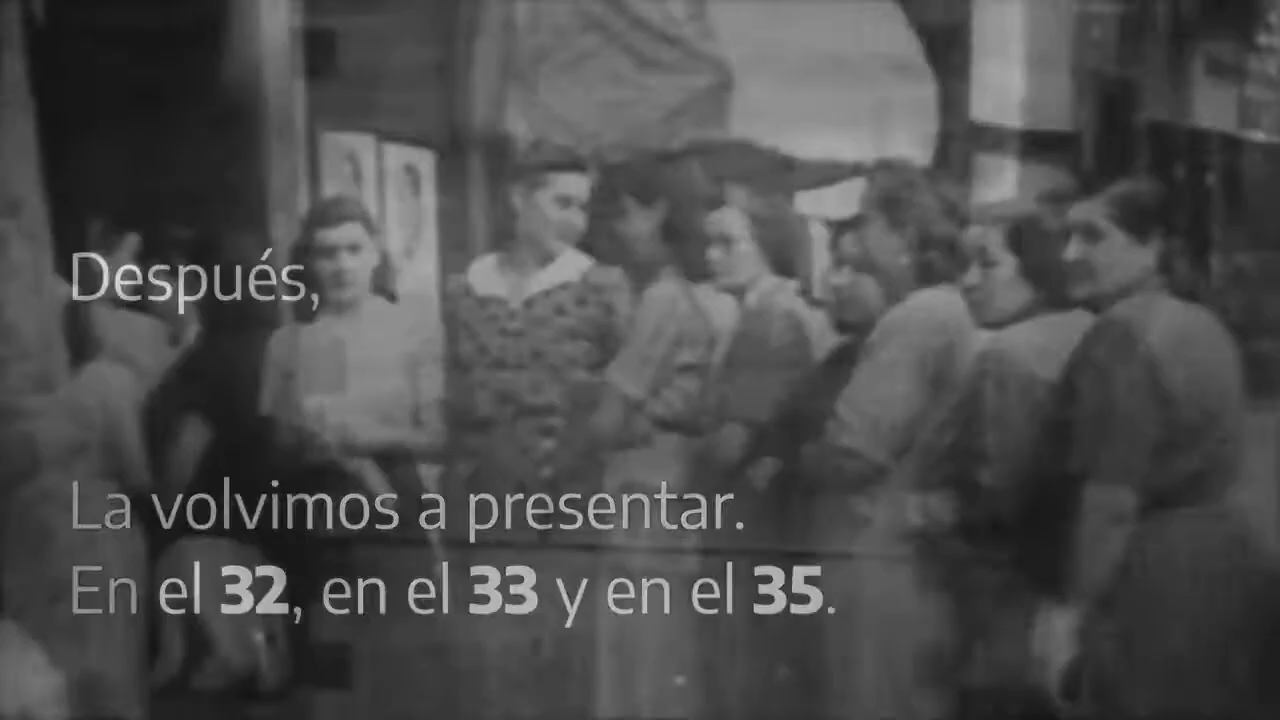 Después,
La volvimos a presentar.
En el 32, en el 33 y en el 35.